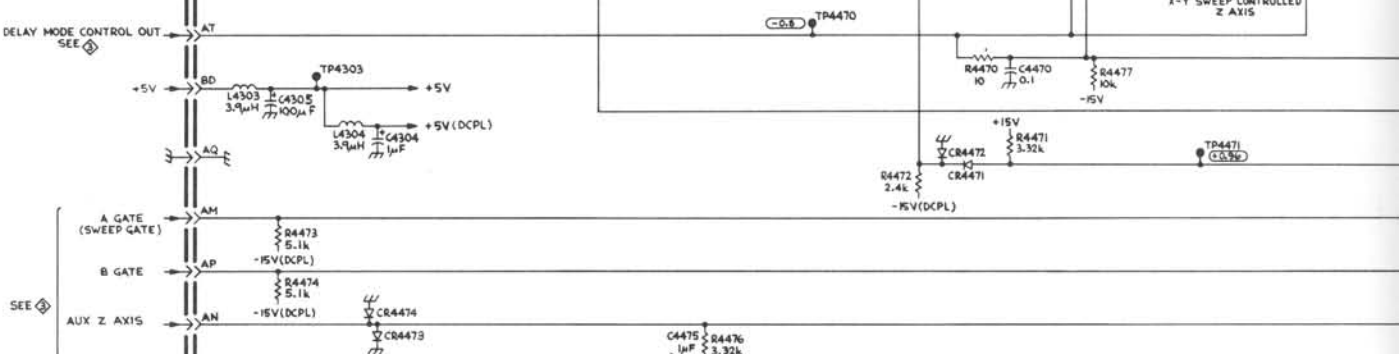 X-Y SWEEP CONTROLLED
Z AXIS
-0.8
TP4470
DELAY MODE CONTROL OUT
SEE 3
AT
R4470
10
C4470
0.1
R4477
10k
-15V
+5V
BD
TP4303
L4303
3.9µH
+
C4305
100µF
+5V
L4304
3.9µH
+
C4304
1µF
+5V(DCPL)
AQ
+15V
R4471
3.32k
CR4472
CR4471
R4472
2.4k
-15V(DCPL)
TP4471
+0.96
A GATE
(SWEEP GATE)
AM
R4473
5.1k
-15V(DCPL)
B GATE
AP
R4474
5.1k
-15V(DCPL)
SEE 3
AUX Z AXIS
AN
CR4474
CR4473
C4475
1µF
R4476
3.32k